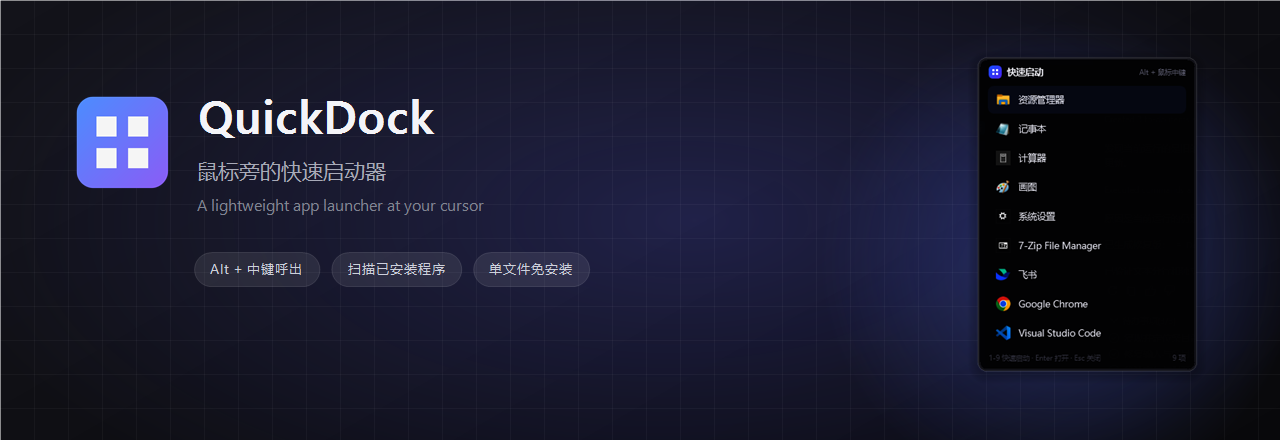 QuickDock
鼠标旁的快速启动器
A lightweight app launcher at your cursor
Alt + 中键呼出
扫描已安装程序
单文件免安装
快速启动
Alt + 鼠标中键
资源管理器
记事本
计算器
画图
系统设置
7-Zip File Manager
飞书
Google Chrome
Visual Studio Code
1-9 快速启动 · Enter 打开 · Esc 关闭
9 项